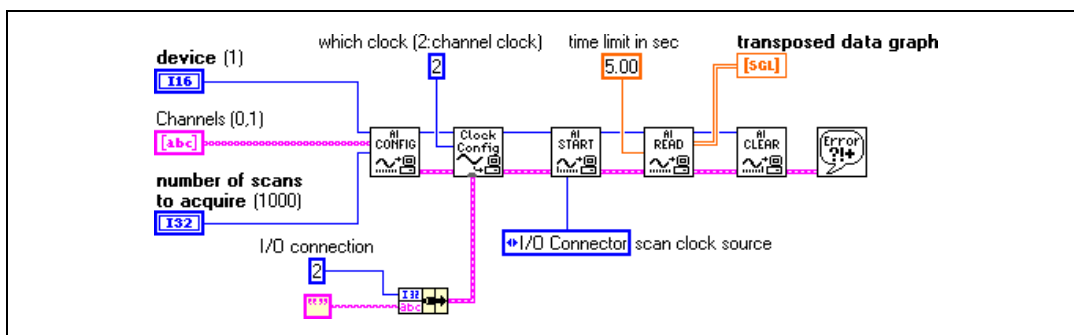 which clock (2:channel clock)
time limit in sec
transposed data graph
device (1)
2
5.00
[SGL]
I16
Channels (0,1)
[abc]
AI
CONFIG
Clock
Config
AI
START
AI
READ
AI
CLEAR
Error
?!+
number of scans
to acquire (1000)
I32
I/O connection
I/O Connector scan clock source
2
I32
abc
""